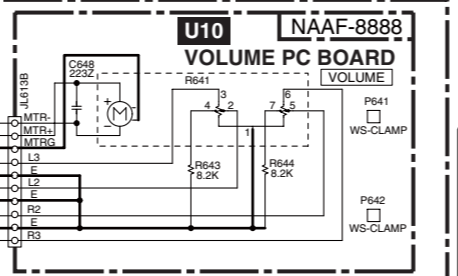 U10
NAAF-8888
VOLUME PC BOARD
VOLUME
C648
223Z
R641
JL613B
+
M
-
3
6
4
2
7
5
1
MTR-
MTR+
MTRG
L3
E
L2
E
R2
E
R3
R643
8.2K
R644
8.2K
P641
WS-CLAMP
P642
WS-CLAMP